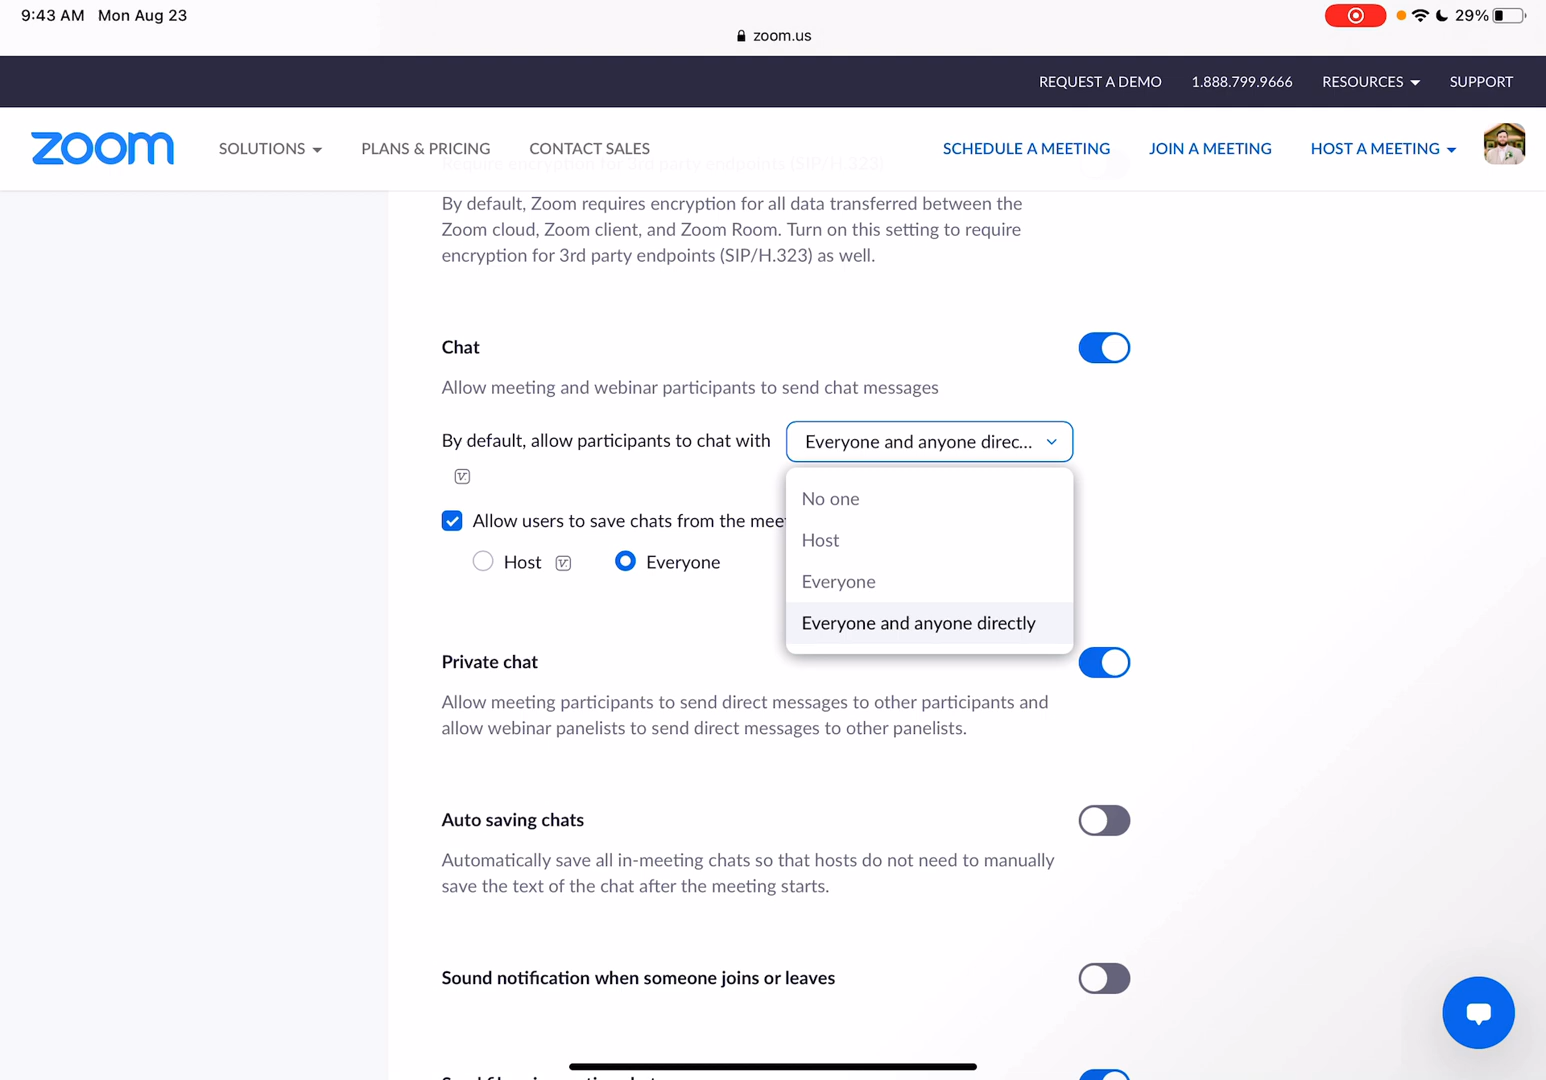 9:43 AM Mon Aug 23
29%
zoom.us
REQUEST A DEMO 1.888.799.9666 RESOURCES SUPPORT
zoom SOLUTIONS PLANS & PRICING CONTACT SALES SCHEDULE A MEETING JOIN A MEETING HOST A MEETING
Require encryption for 3rd party endpoints (SIP/H.323)
By default, Zoom requires encryption for all data transferred between the
Zoom cloud, Zoom client, and Zoom Room. Turn on this setting to require
encryption for 3rd party endpoints (SIP/H.323) as well.
Chat
Allow meeting and webinar participants to send chat messages
By default, allow participants to chat with Everyone and anyone direc...
No one
Host
Everyone
Everyone and anyone directly
Allow users to save chats from the mee
Host Everyone
Private chat
Allow meeting participants to send direct messages to other participants and
allow webinar panelists to send direct messages to other panelists.
Auto saving chats
Automatically save all in-meeting chats so that hosts do not need to manually
save the text of the chat after the meeting starts.
Sound notification when someone joins or leaves